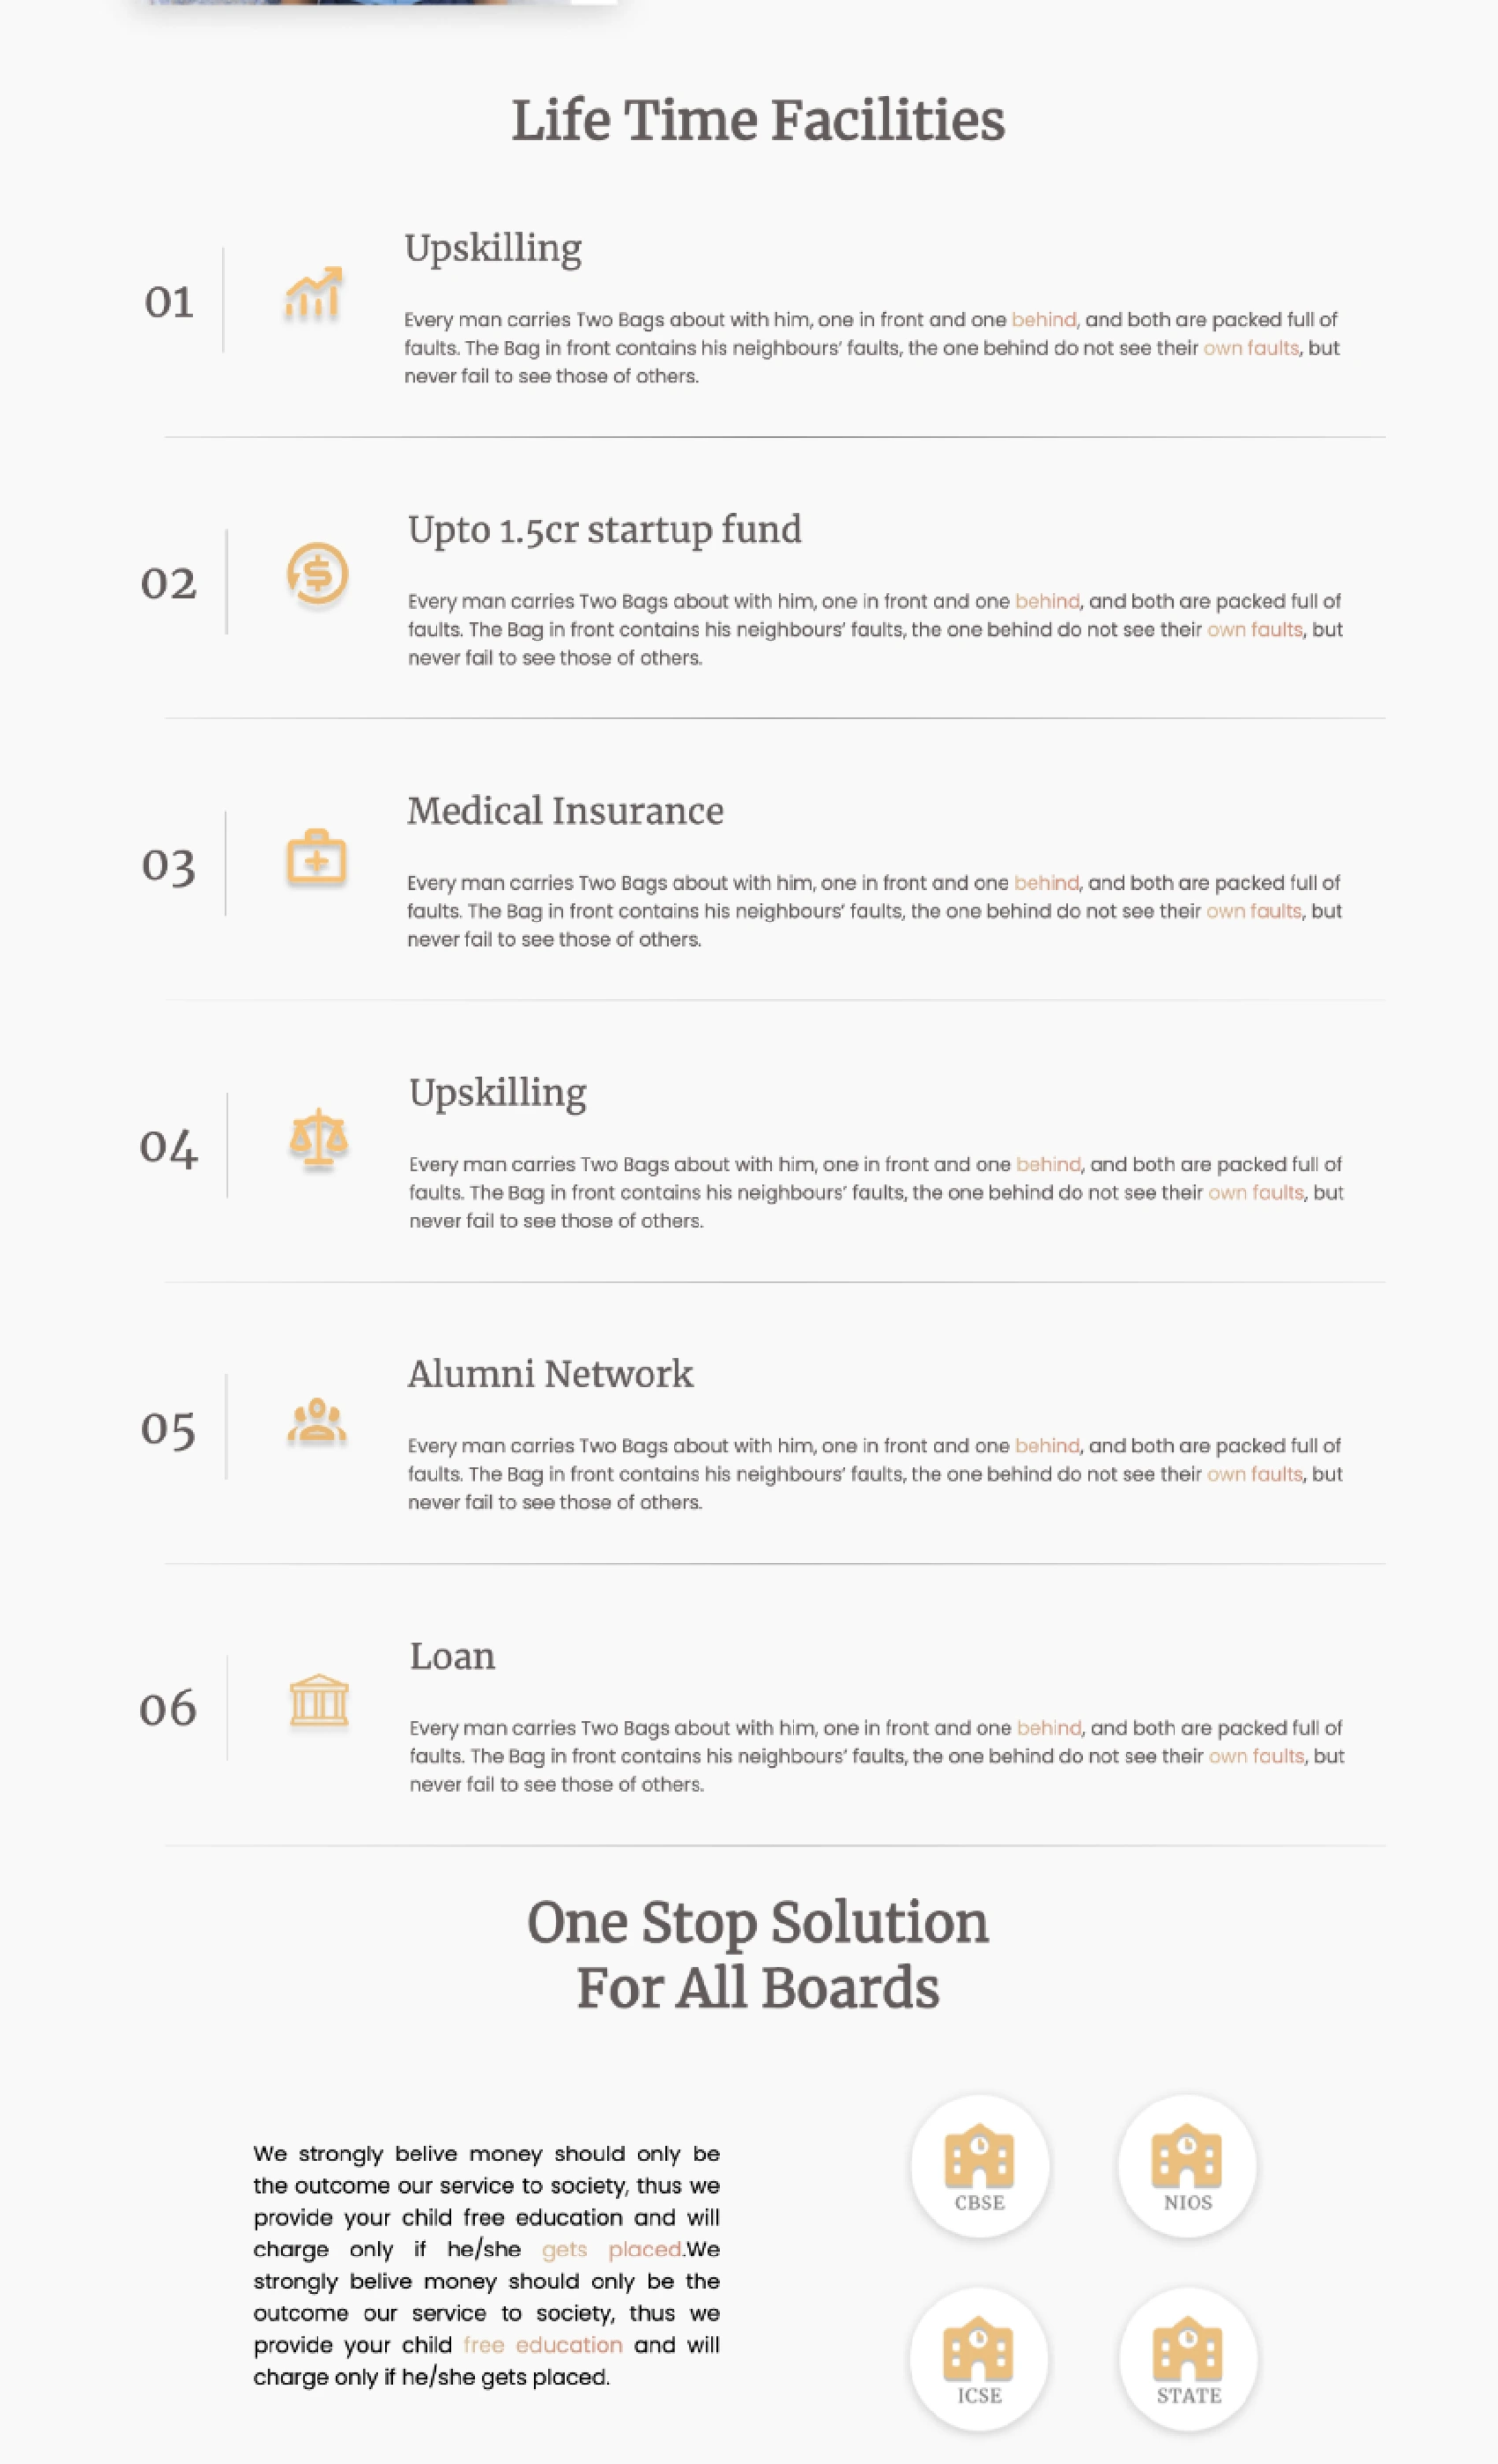 Life Time Facilities
01
Upskilling
Every man carries Two Bags about with him, one in front and one behind, and both are packed full of
faults. The Bag in front contains his neighbours’ faults, the one behind do not see their own faults, but
never fail to see those of others.
02
Upto 1.5cr startup fund
Every man carries Two Bags about with him, one in front and one behind, and both are packed full of
faults. The Bag in front contains his neighbours’ faults, the one behind do not see their own faults, but
never fail to see those of others.
03
Medical Insurance
Every man carries Two Bags about with him, one in front and one behind, and both are packed full of
faults. The Bag in front contains his neighbours’ faults, the one behind do not see their own faults, but
never fail to see those of others.
04
Upskilling
Every man carries Two Bags about with him, one in front and one behind, and both are packed full of
faults. The Bag in front contains his neighbours’ faults, the one behind do not see their own faults, but
never fail to see those of others.
05
Alumni Network
Every man carries Two Bags about with him, one in front and one behind, and both are packed full of
faults. The Bag in front contains his neighbours’ faults, the one behind do not see their own faults, but
never fail to see those of others.
06
Loan
Every man carries Two Bags about with him, one in front and one behind, and both are packed full of
faults. The Bag in front contains his neighbours’ faults, the one behind do not see their own faults, but
never fail to see those of others.
One Stop Solution
For All Boards
We strongly belive money should only be
the outcome our service to society, thus we
provide your child free education and will
charge only if he/she gets placed.We
strongly belive money should only be the
outcome our service to society, thus we
provide your child free education and will
charge only if he/she gets placed.
CBSE
NIOS
ICSE
STATE